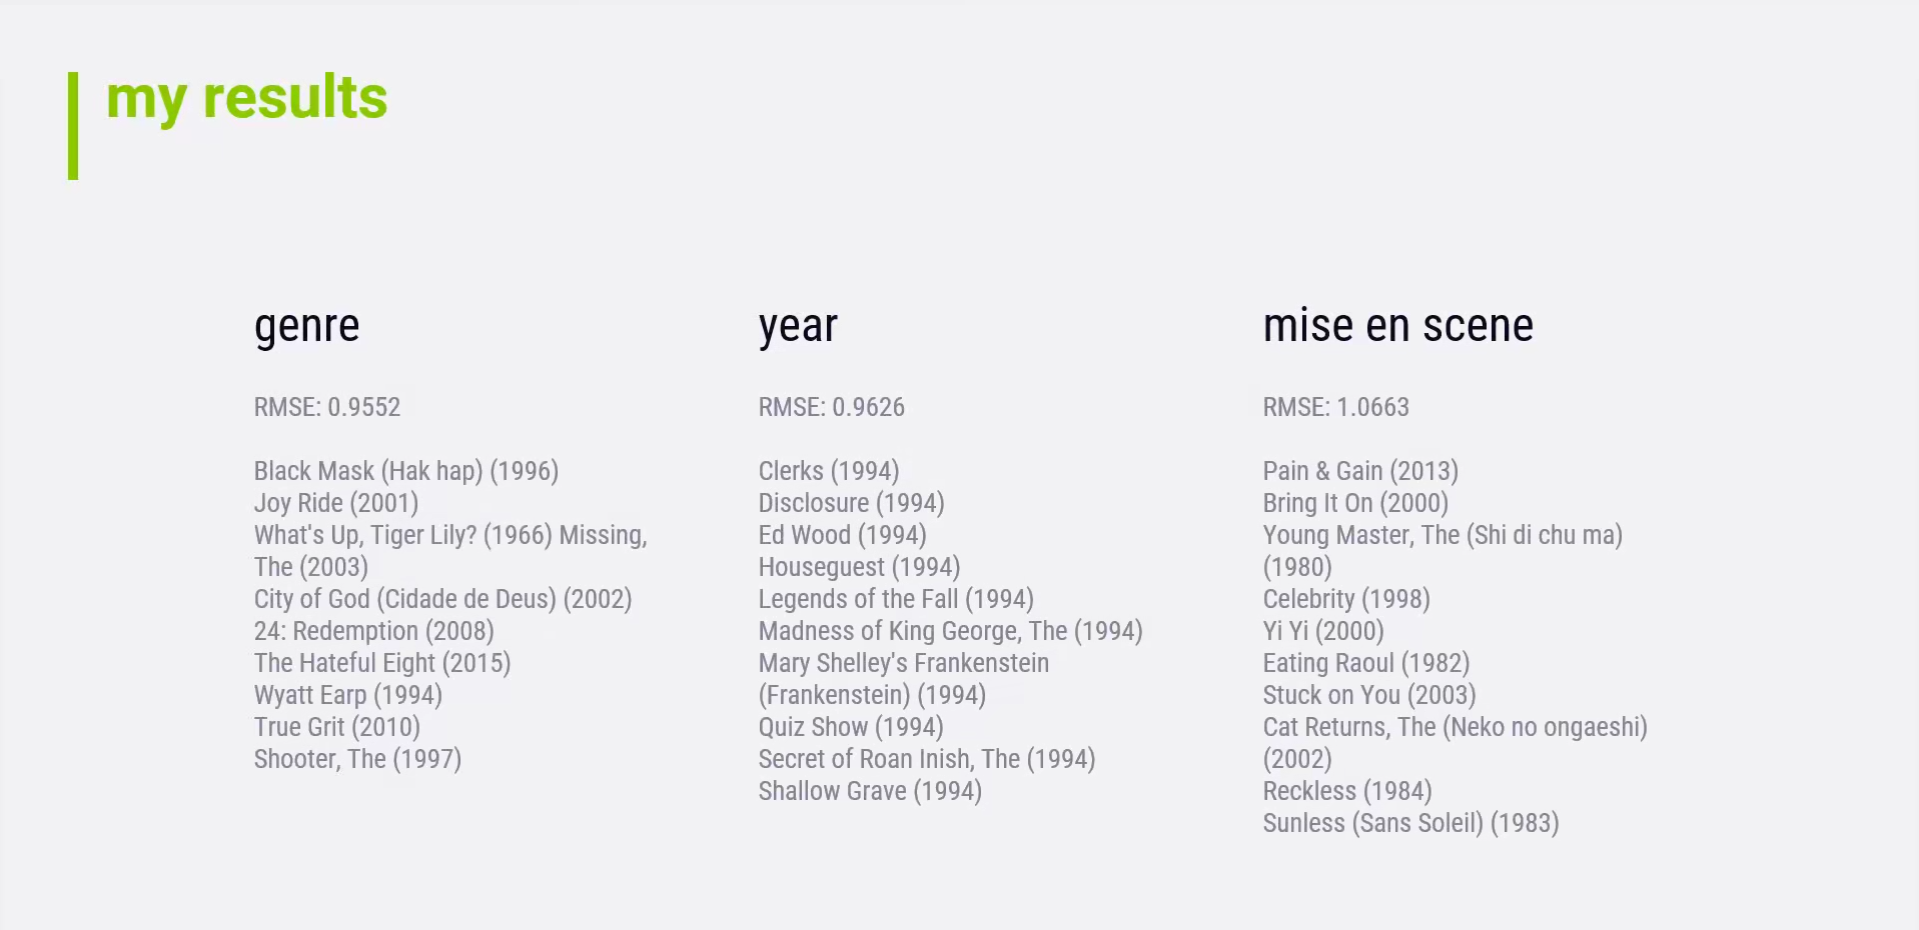 my results
genre
RMSE: 0.9552
Black Mask (Hak hap) (1996)
Joy Ride (2001)
What's Up, Tiger Lily? (1966) Missing,
The (2003)
City of God (Cidade de Deus) (2002)
24: Redemption (2008)
The Hateful Eight (2015)
Wyatt Earp (1994)
True Grit (2010)
Shooter, The (1997)
year
RMSE: 0.9626
Clerks (1994)
Disclosure (1994)
Ed Wood (1994)
Houseguest (1994)
Legends of the Fall (1994)
Madness of King George, The (1994)
Mary Shelley's Frankenstein
(Frankenstein) (1994)
Quiz Show (1994)
Secret of Roan Inish, The (1994)
Shallow Grave (1994)
mise en scene
RMSE: 1.0663
Pain & Gain (2013)
Bring It On (2000)
Young Master, The (Shi di chu ma)
(1980)
Celebrity (1998)
Yi Yi (2000)
Eating Raoul (1982)
Stuck on You (2003)
Cat Returns, The (Neko no ongaeshi)
(2002)
Reckless (1984)
Sunless (Sans Soleil) (1983)